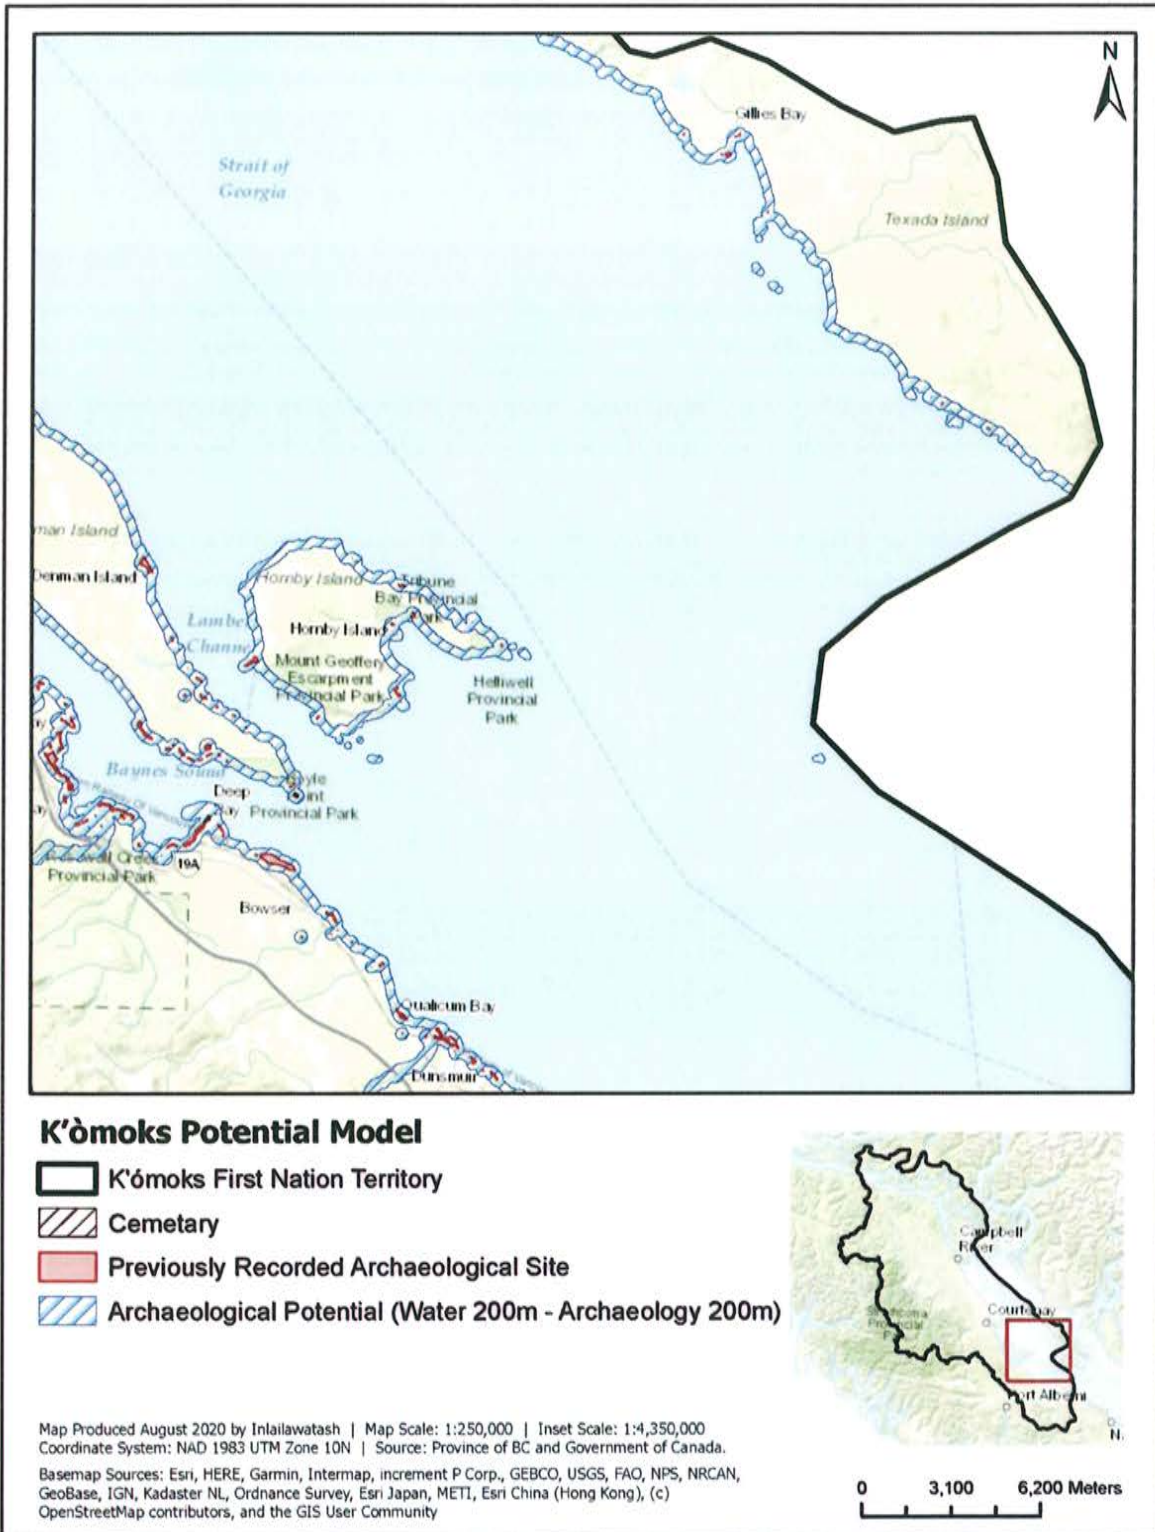 N
Gillies Bay
Strait of
Georgia
Texada Island
man Island
Denman Island
Hornby Island
Tribune
Bay Provincial
Park
Lambe
Channe
Hornby Island
Mount Geoffery
Escarpment
Provincial Park
Helliwell
Provincial
Park
Baynes Sound
Boyle
Point
Provincial Park
Deep
Bay
19A
Provincial Park
Bowser
Qualicum Bay
Dunsmuir
K'òmoks Potential Model
K'ómoks First Nation Territory
Cemetary
Previously Recorded Archaeological Site
Archaeological Potential (Water 200m - Archaeology 200m)
Campbell
River
Courtenay
Strathcona
Provincial
Port Alberni
N.
Map Produced August 2020 by Inlailawatash | Map Scale: 1:250,000 | Inset Scale: 1:4,350,000
Coordinate System: NAD 1983 UTM Zone 10N | Source: Province of BC and Government of Canada.
Basemap Sources: Esri, HERE, Garmin, Intermap, increment P Corp., GEBCO, USGS, FAO, NPS, NRCAN,
GeoBase, IGN, Kadaster NL, Ordnance Survey, Esri Japan, METI, Esri China (Hong Kong), (c)
OpenStreetMap contributors, and the GIS User Community
0 3,100 6,200 Meters